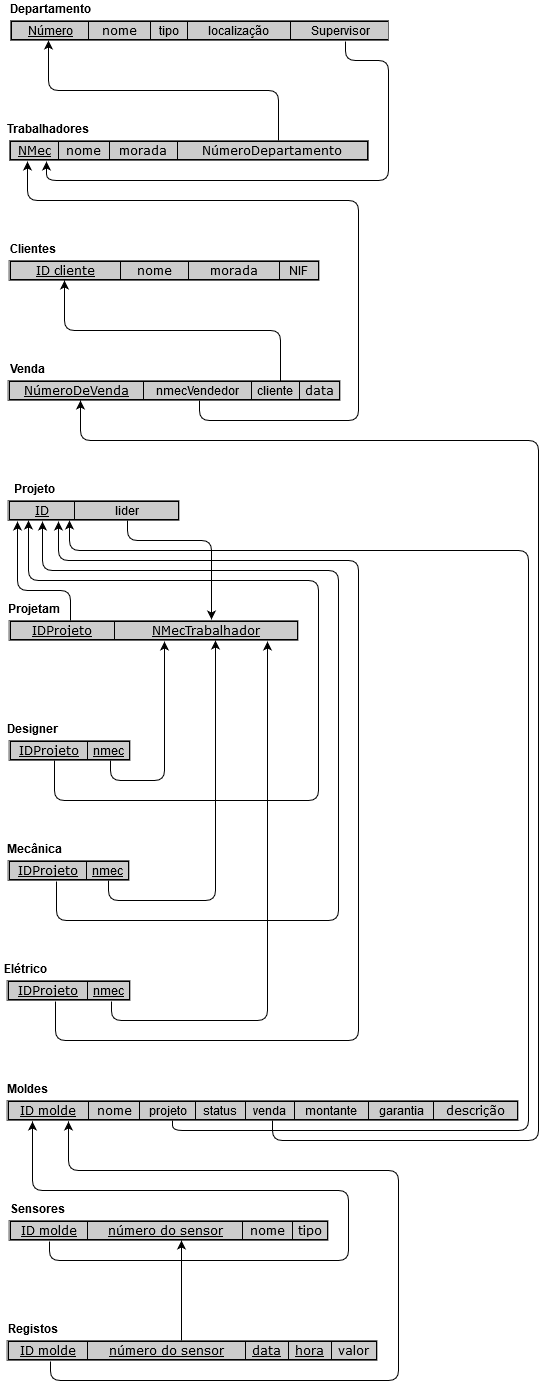 Departamento
Número nome tipo localização Supervisor
Trabalhadores
NMec nome morada NúmeroDepartamento
Clientes
ID cliente nome morada NIF
Venda
NúmeroDeVenda nmecVendedor cliente data
Projeto
ID lider
Projetam
IDProjeto NMecTrabalhador
Designer
IDProjeto nmec
Mecânica
IDProjeto nmec
Elétrico
IDProjeto nmec
Moldes
ID molde nome projeto status venda montante garantia descrição
Sensores
ID molde número do sensor nome tipo
Registos
ID molde número do sensor data hora valor